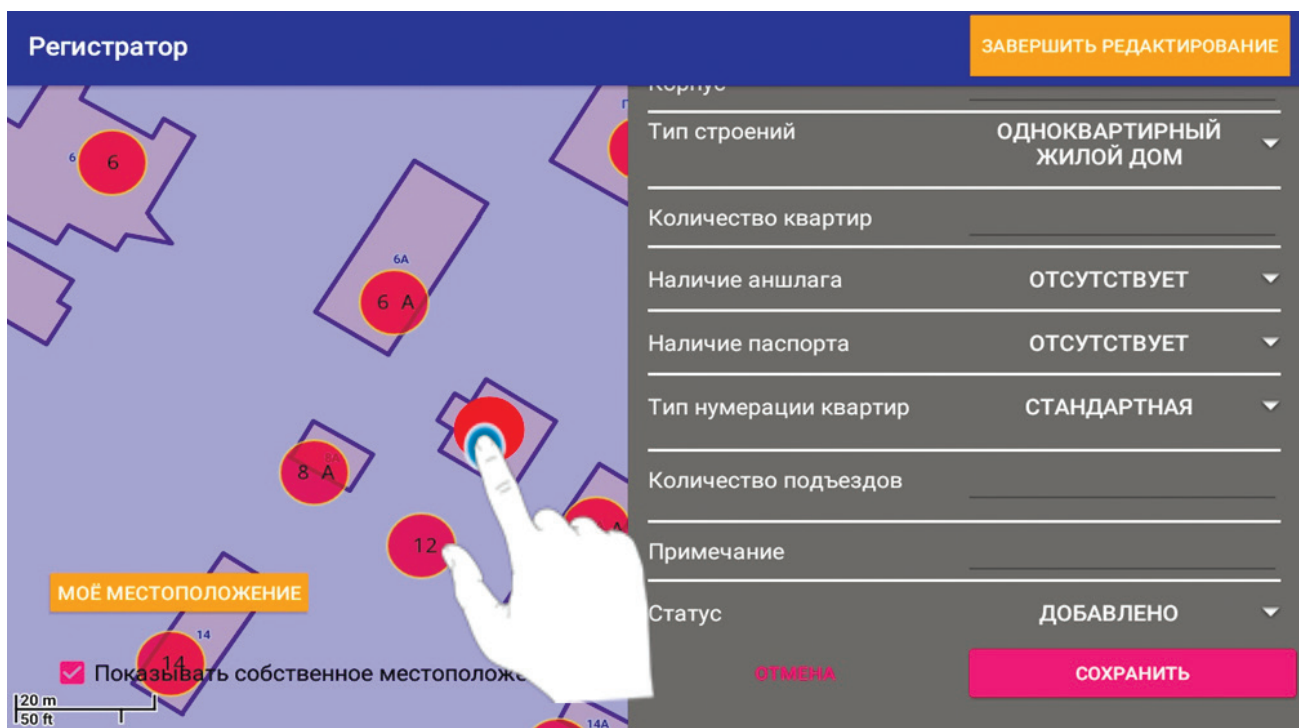 Регистратор
ЗАВЕРШИТЬ РЕДАКТИРОВАНИЕ
Корпус
Тип строений
ОДНОКВАРТИРНЫЙ
ЖИЛОЙ ДОМ
Количество квартир
Наличие аншлага
ОТСУТСТВУЕТ
Наличие паспорта
ОТСУТСТВУЕТ
Тип нумерации квартир
СТАНДАРТНАЯ
Количество подъездов
Примечание
Статус
ДОБАВЛЕНО
ОТМЕНА
СОХРАНИТЬ
6
6
6А
6 А
8А
8 А
А
12
МОЁ МЕСТОПОЛОЖЕНИЕ
14
14
Показывать собственное местополож
14А
20 m
50 ft